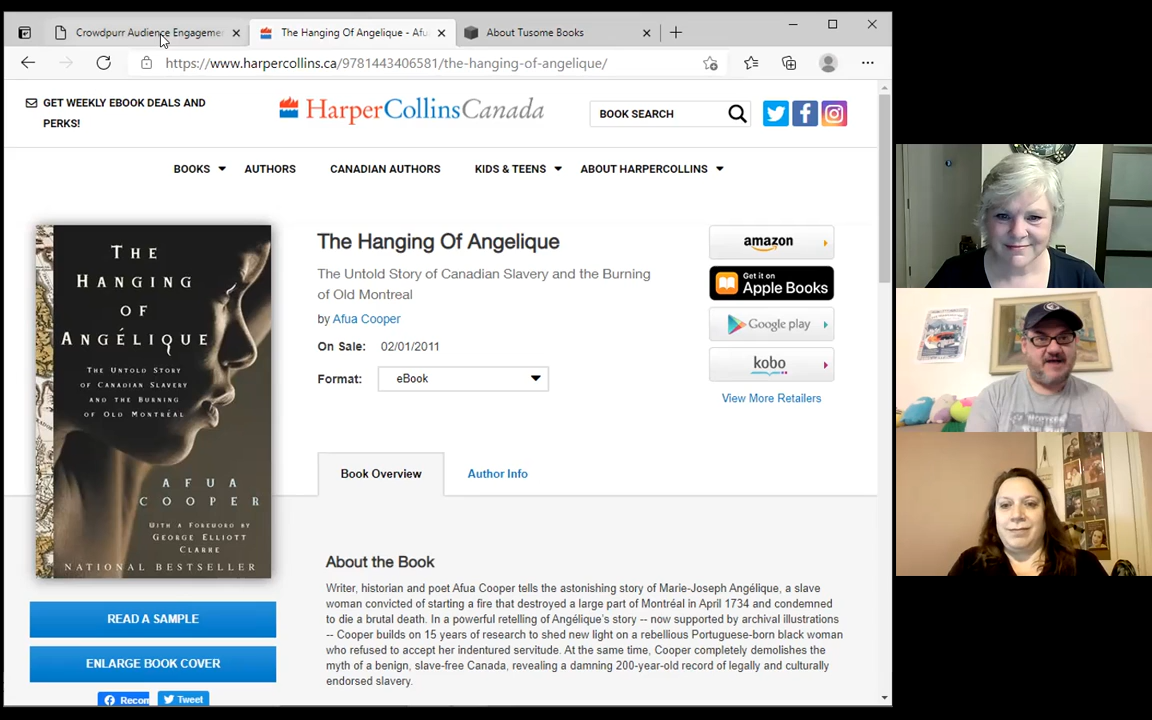 Crowdpurr Audience Engageme
The Hanging Of Angelique - Afu
About Tusome Books
https://www.harpercollins.ca/9781443406581/the-hanging-of-angelique/
GET WEEKLY EBOOK DEALS AND
PERKS!
HarperCollinsCanada
BOOK SEARCH
BOOKS
AUTHORS
CANADIAN AUTHORS
KIDS & TEENS
ABOUT HARPERCOLLINS
THE
HANGING
OF
ANGÉLIQUE
THE UNTOLD STORY
OF CANADIAN SLAVERY
AND THE BURNING
OF OLD MONTRÉAL
AFUA
COOPER
WITH A FOREWORD BY
GEORGE ELLIOTT
CLARKE
NATIONAL BESTSELLER
READ A SAMPLE
ENLARGE BOOK COVER
Recom
Tweet
The Hanging Of Angelique
The Untold Story of Canadian Slavery and the Burning
of Old Montreal
by Afua Cooper
On Sale: 02/01/2011
Format: eBook
amazon
Get it on
Apple Books
Google play
kobo
View More Retailers
Book Overview
Author Info
About the Book
Writer, historian and poet Afua Cooper tells the astonishing story of Marie-Joseph Angélique, a slave
woman convicted of starting a fire that destroyed a large part of Montréal in April 1734 and condemned
to die a brutal death. In a powerful retelling of Angélique's story -- now supported by archival illustrations
-- Cooper builds on 15 years of research to shed new light on a rebellious Portuguese-born black woman
who refused to accept her indentured servitude. At the same time, Cooper completely demolishes the
myth of a benign, slave-free Canada, revealing a damning 200-year-old record of legally and culturally
endorsed slavery.